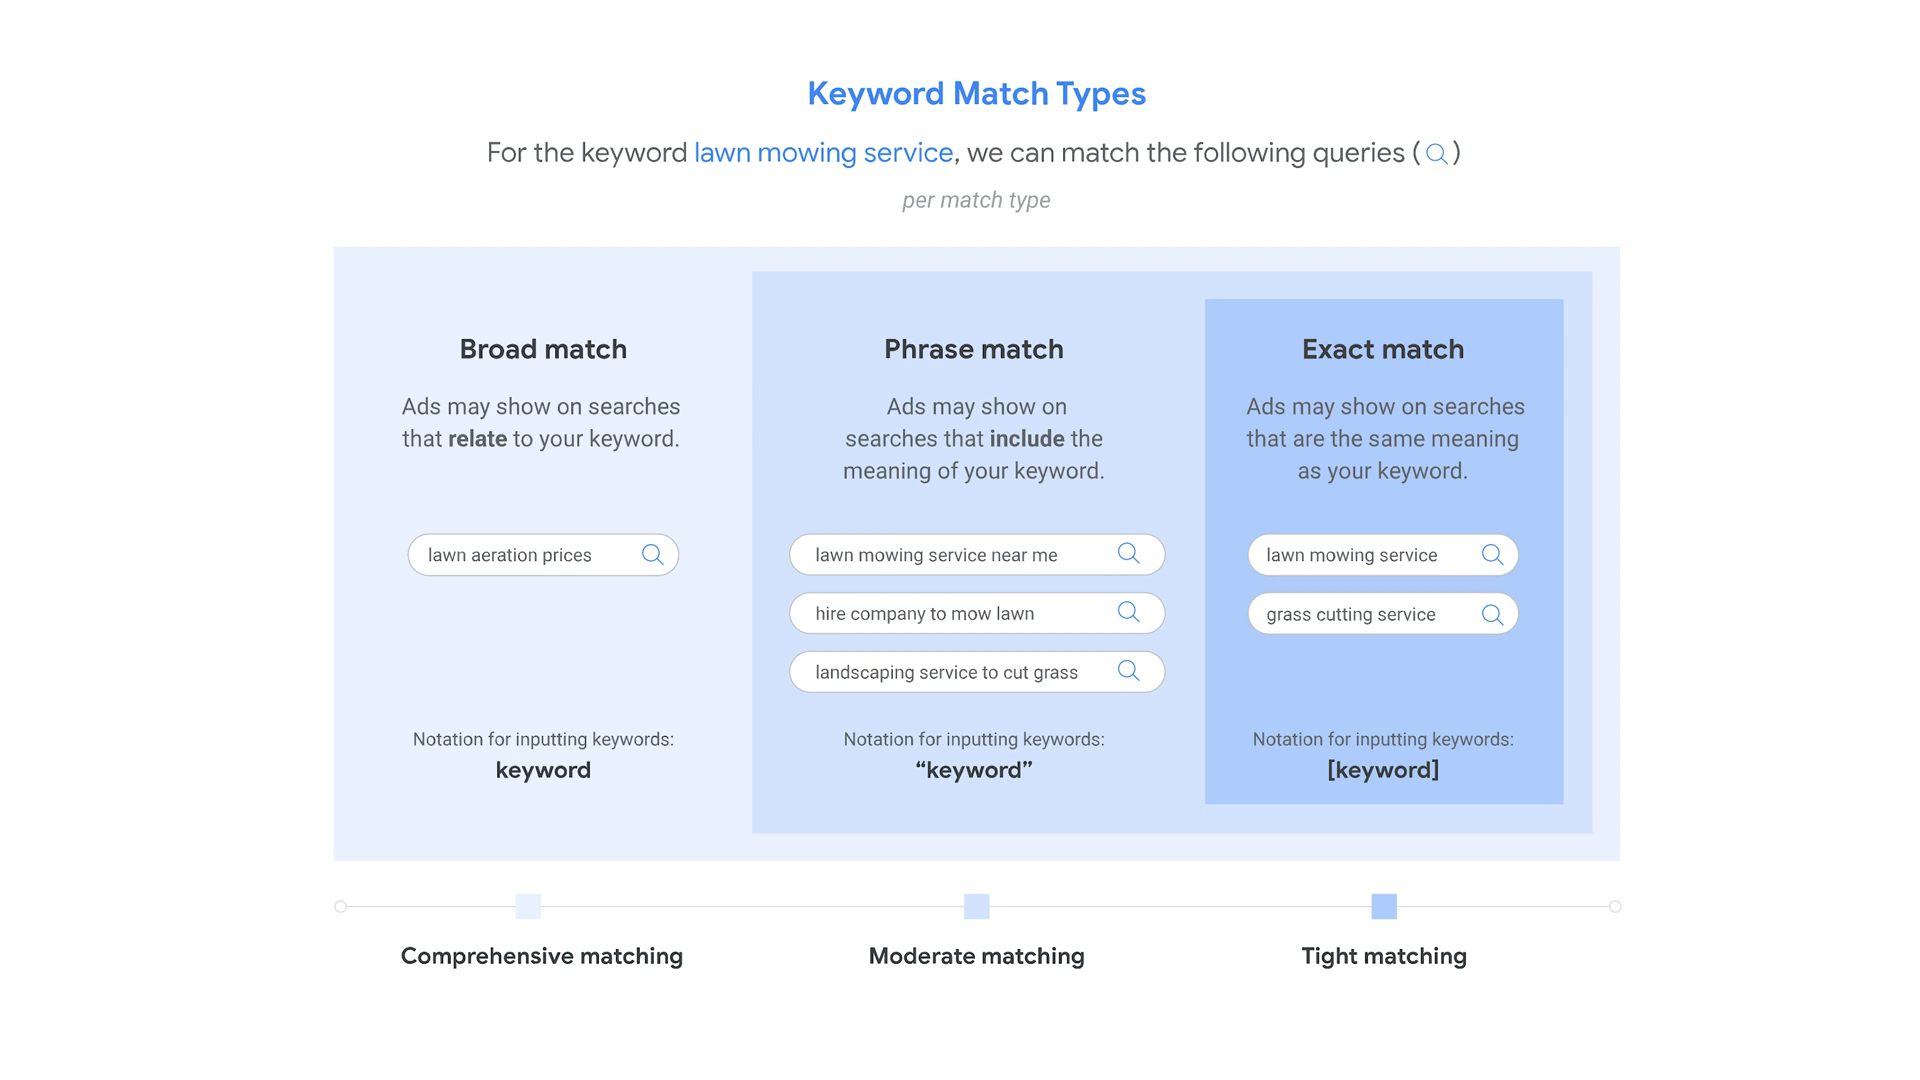 Keyword Match Types
For the keyword lawn mowing service, we can match the following queries ( )
per match type
Broad match
Ads may show on searches
that relate to your keyword.
lawn aeration prices
Notation for inputting keywords:
keyword
Phrase match
Ads may show on
searches that include the
meaning of your keyword.
lawn mowing service near me
hire company to mow lawn
landscaping service to cut grass
Notation for inputting keywords:
“keyword”
Exact match
Ads may show on searches
that are the same meaning
as your keyword.
lawn mowing service
grass cutting service
Notation for inputting keywords:
[keyword]
Comprehensive matching
Moderate matching
Tight matching